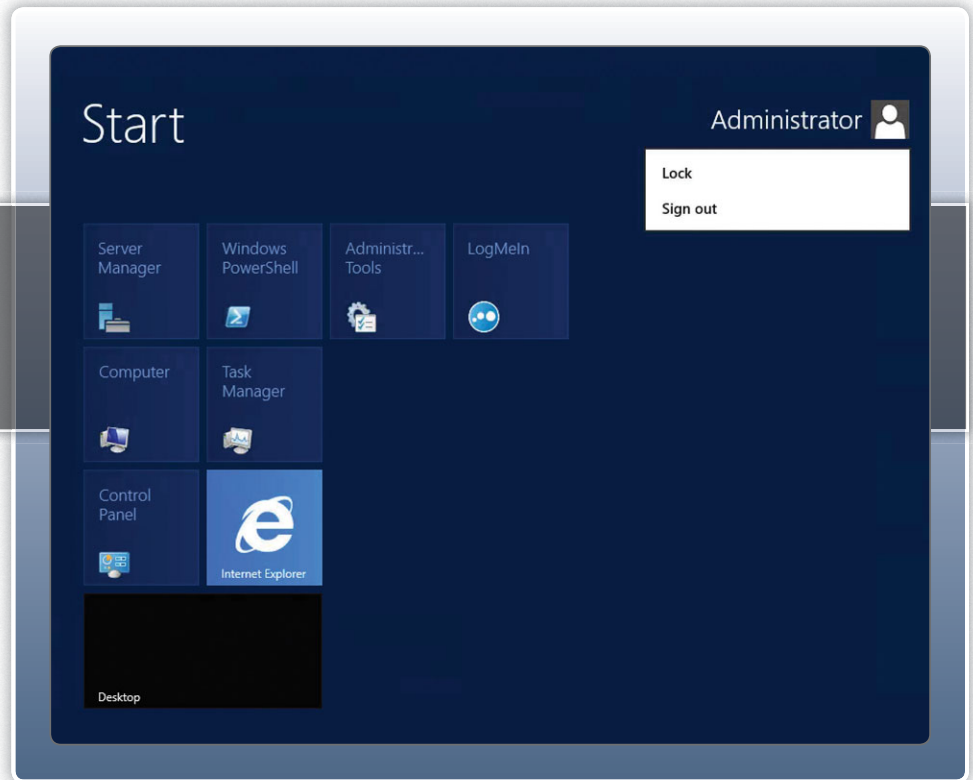 Start
Administrator
Lock
Sign out
Server
Manager
Windows
PowerShell
Administr...
Tools
LogMeIn
Computer
Task
Manager
Control
Panel
Internet Explorer
Desktop